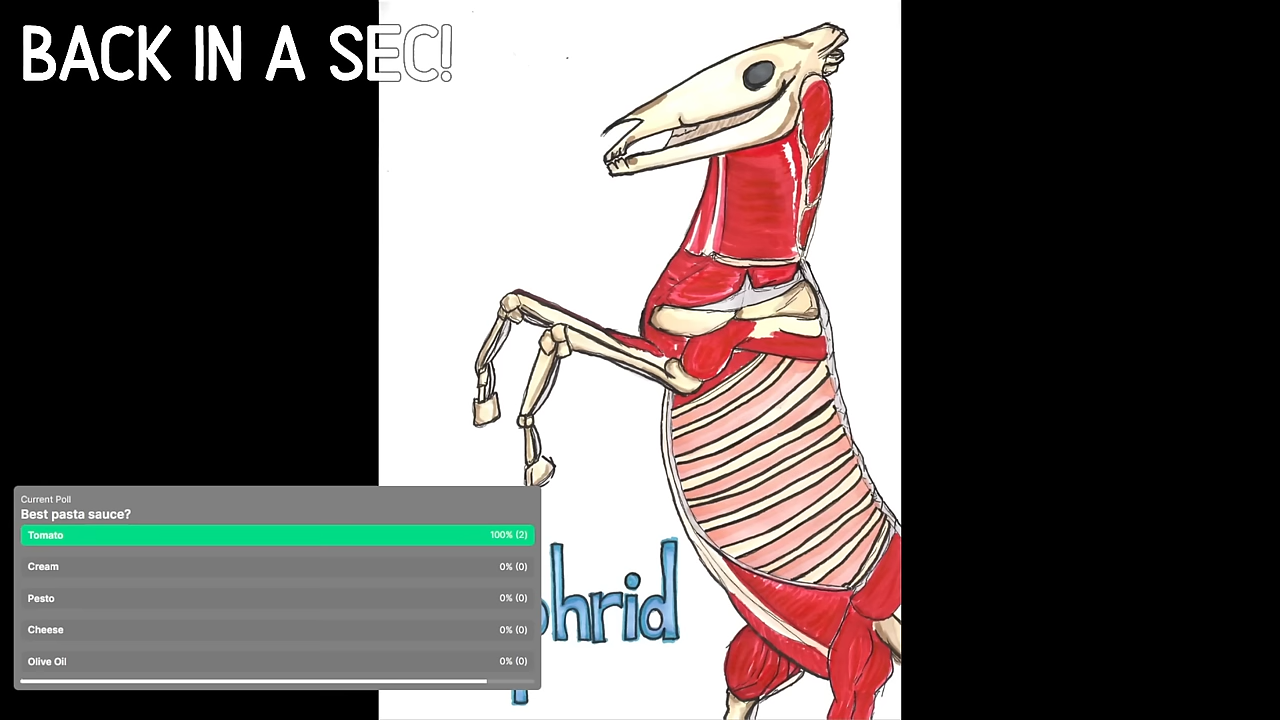 BACK IN A SEC!
Current Poll
Best pasta sauce?
Tomato 100% (2)
Cream 0% (0)
Pesto 0% (0)
Cheese 0% (0)
Olive Oil 0% (0)